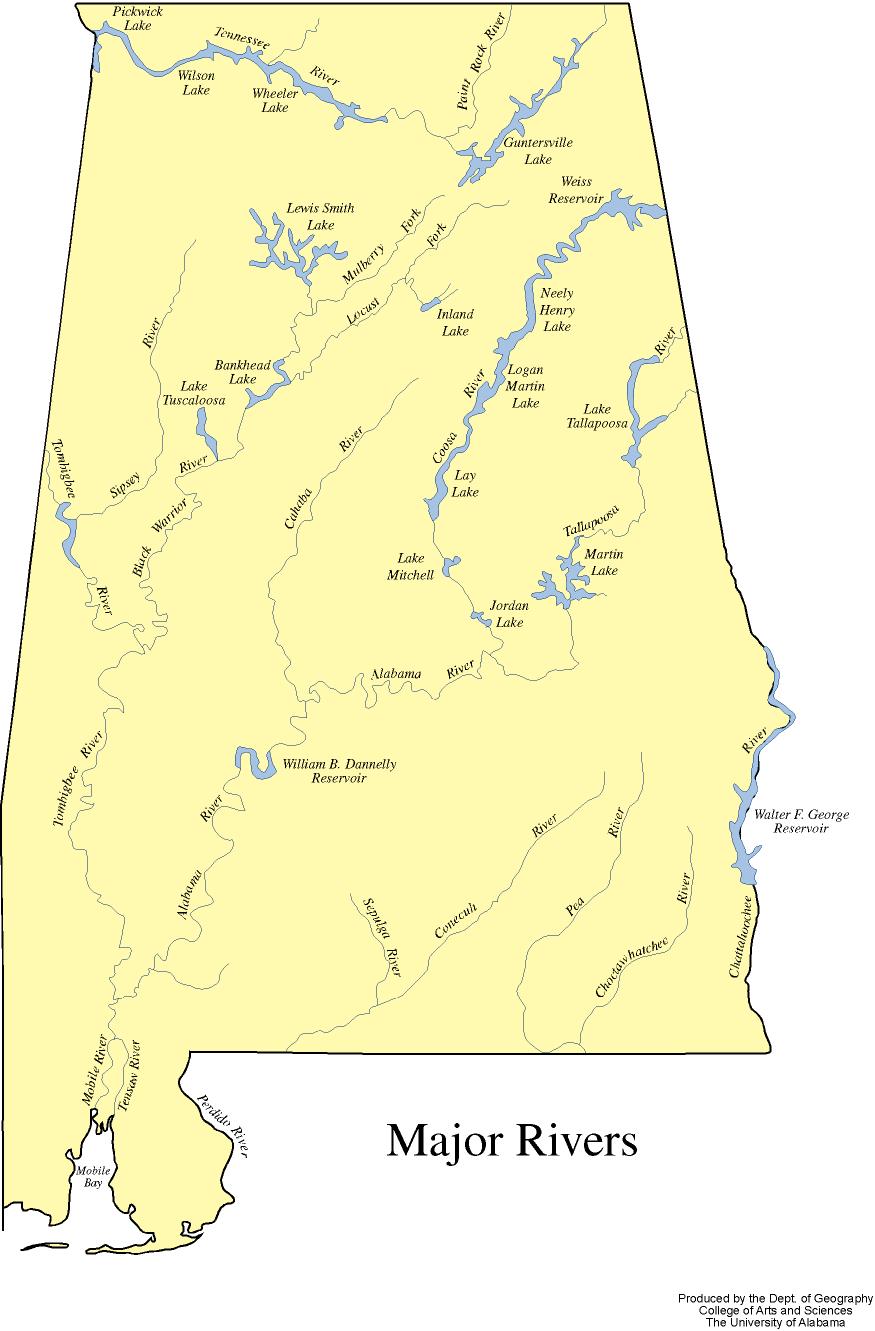 Pickwick
Lake
Tennessee
River
Wilson
Lake
Wheeler
Lake
Paint Rock River
Guntersville
Lake
Weiss
Reservoir
Lewis Smith
Lake
Mulberry Fork
Locust Fork
Inland
Lake
Neely
Henry
Lake
River
Bankhead
Lake
Lake
Tuscaloosa
Logan
Martin
Lake
River
Coosa River
Lake
Tallapoosa
Tombigbee
Sipsey
River
Black Warrior
Cahaba River
Lay
Lake
Tallapoosa
Lake
Mitchell
Martin
Lake
River
Jordan
Lake
Alabama River
Tombigbee River
William B. Dannelly
Reservoir
River
Walter F. George
Reservoir
Alabama River
Sepulga River
Conecuh River
Pea River
Choctawhatchee River
Chattahoochee
Mobile River
Tensaw River
Perdido River
Mobile
Bay
Major Rivers
Produced by the Dept. of Geography
College of Arts and Sciences
The University of Alabama